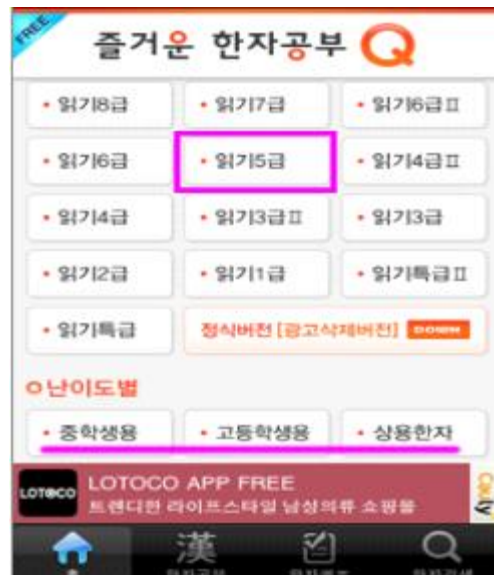 FREE
즐거운 한자공부 Q
• 읽기8급 • 읽기7급 • 읽기6급Ⅱ
• 읽기6급 • 읽기5급 • 읽기4급Ⅱ
• 읽기4급 • 읽기3급Ⅱ • 읽기3급
• 읽기2급 • 읽기1급 • 읽기특급Ⅱ
• 읽기특급 정식버전 [광고삭제버전] DOWN
난이도별
• 중학생용 • 고등학생용 • 상용한자
LOTOCO LOTOCO APP FREE
트렌디한 라이프스타일 남성의류 쇼핑몰
漢